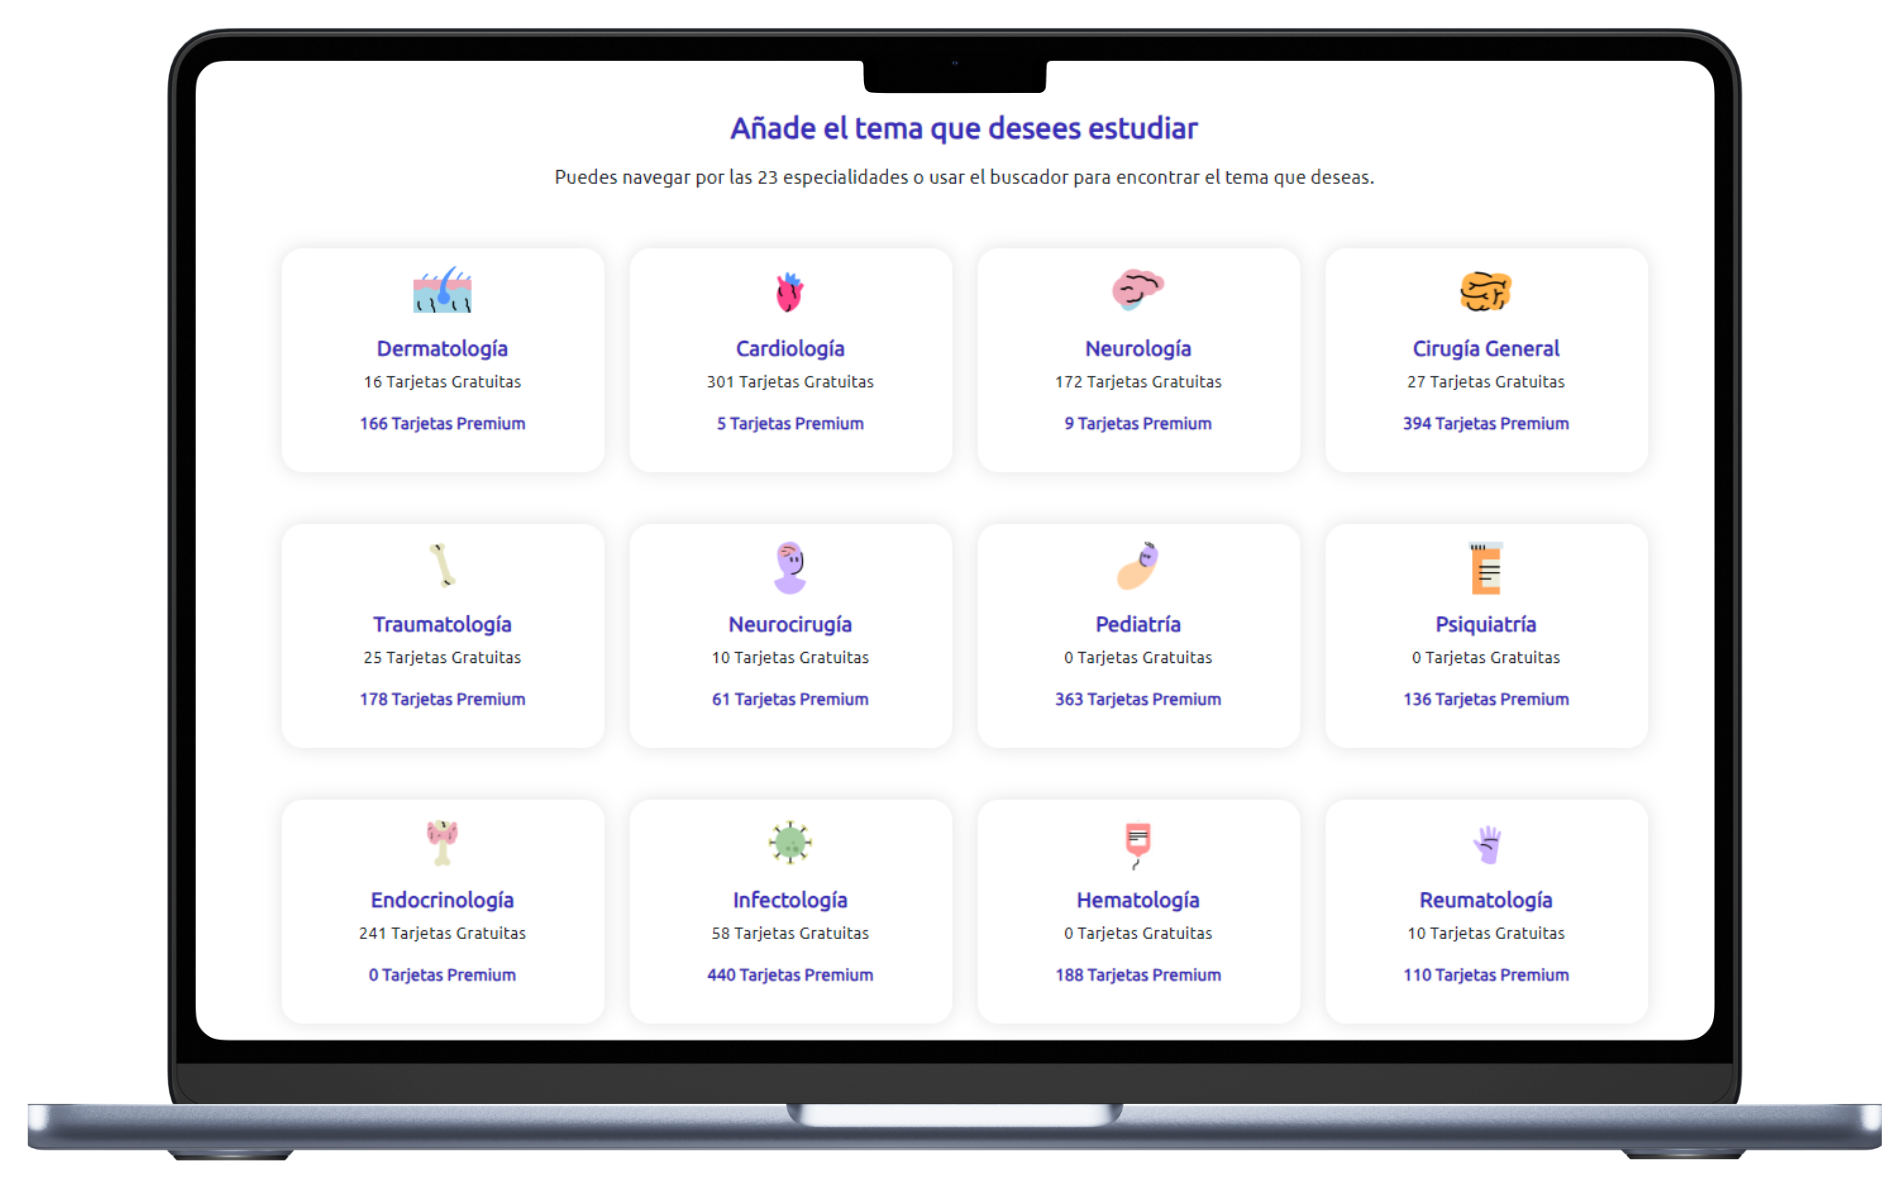 Añade el tema que desees estudiar
Puedes navegar por las 23 especialidades o usar el buscador para encontrar el tema que deseas.
Dermatología
16 Tarjetas Gratuitas
166 Tarjetas Premium
Cardiología
301 Tarjetas Gratuitas
5 Tarjetas Premium
Neurología
172 Tarjetas Gratuitas
9 Tarjetas Premium
Cirugía General
27 Tarjetas Gratuitas
394 Tarjetas Premium
Traumatología
25 Tarjetas Gratuitas
178 Tarjetas Premium
Neurocirugía
10 Tarjetas Gratuitas
61 Tarjetas Premium
Pediatría
0 Tarjetas Gratuitas
363 Tarjetas Premium
Psiquiatría
0 Tarjetas Gratuitas
136 Tarjetas Premium
Endocrinología
241 Tarjetas Gratuitas
0 Tarjetas Premium
Infectología
58 Tarjetas Gratuitas
440 Tarjetas Premium
Hematología
0 Tarjetas Gratuitas
188 Tarjetas Premium
Reumatología
10 Tarjetas Gratuitas
110 Tarjetas Premium